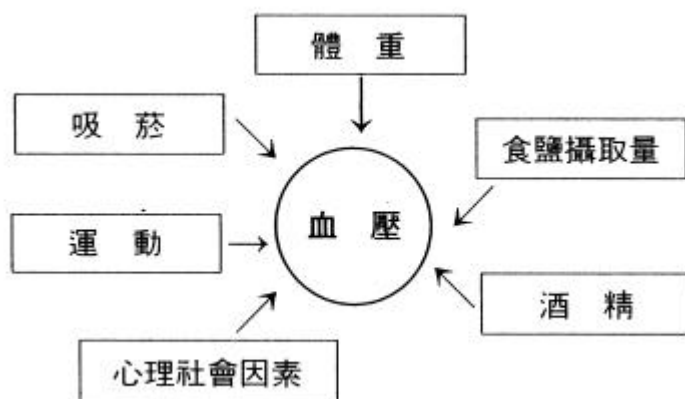 體 重
吸 菸
食鹽攝取量
血 壓
運 動
酒 精
心理社會因素